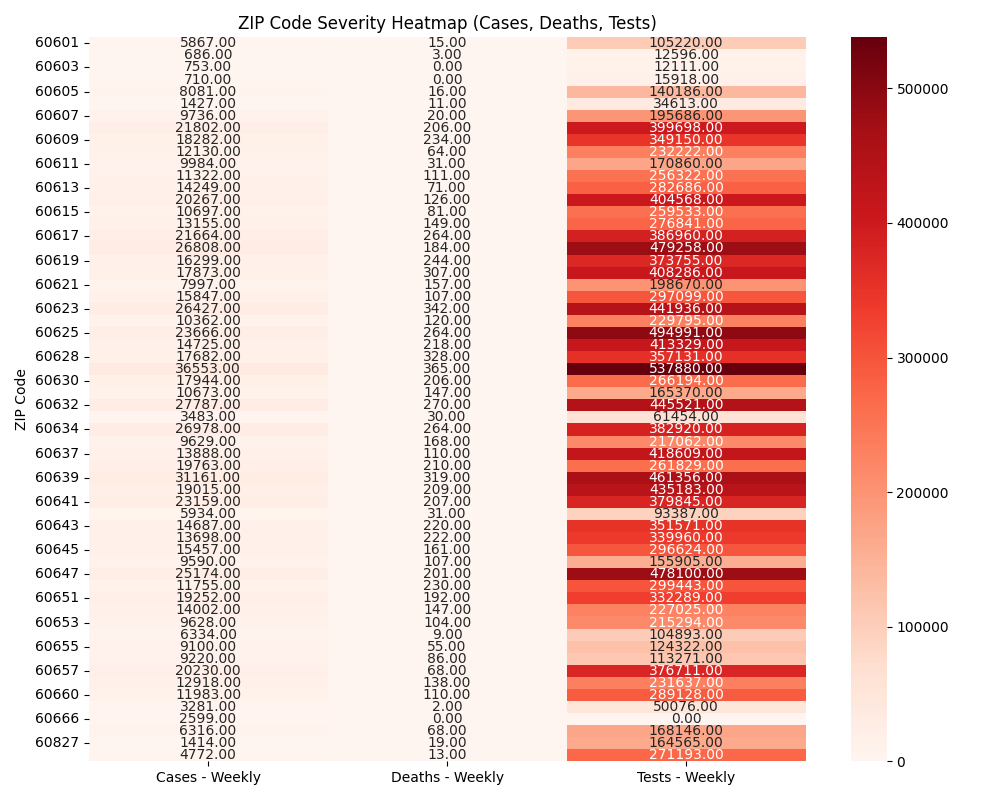 ZIP Code Severity Heatmap (Cases, Deaths, Tests)
60601 5867.00 15.00 105220.00
686.00 3.00 12596.00
60603 753.00 0.00 12111.00
710.00 0.00 15918.00
60605 8081.00 16.00 140186.00
1427.00 11.00 34613.00
60607 9736.00 20.00 195686.00
21802.00 206.00 399698.00
60609 18282.00 234.00 349150.00
12130.00 64.00 232222.00
60611 9984.00 31.00 170860.00
11322.00 111.00 256322.00
60613 14249.00 71.00 282686.00
20267.00 126.00 404568.00
60615 10697.00 81.00 259533.00
13155.00 149.00 276841.00
60617 21664.00 264.00 386960.00
26808.00 184.00 479258.00
60619 16299.00 244.00 373755.00
17873.00 307.00 408286.00
60621 7997.00 157.00 198670.00
15847.00 107.00 297099.00
60623 26427.00 342.00 441936.00
10362.00 120.00 229795.00
60625 23666.00 264.00 494991.00
14725.00 218.00 413329.00
60628 17682.00 328.00 357131.00
36553.00 365.00 537880.00
60630 17944.00 206.00 266194.00
10673.00 147.00 165370.00
60632 27787.00 270.00 445521.00
3483.00 30.00 61454.00
60634 26978.00 264.00 382920.00
9629.00 168.00 217062.00
60637 13888.00 110.00 418609.00
19763.00 210.00 261829.00
60639 31161.00 319.00 461356.00
19015.00 209.00 435183.00
60641 23159.00 207.00 379845.00
5934.00 31.00 93387.00
60643 14687.00 220.00 351571.00
13698.00 222.00 339960.00
60645 15457.00 161.00 296624.00
9590.00 107.00 155905.00
60647 25174.00 201.00 478100.00
11755.00 230.00 299443.00
60651 19252.00 192.00 332289.00
14002.00 147.00 227025.00
60653 9628.00 104.00 215294.00
6334.00 9.00 104893.00
60655 9100.00 55.00 124322.00
9220.00 86.00 113271.00
60657 20230.00 68.00 376711.00
12918.00 138.00 231637.00
60660 11983.00 110.00 289128.00
3281.00 2.00 50076.00
60666 2599.00 0.00 0.00
6316.00 68.00 168146.00
60827 1414.00 19.00 164565.00
4772.00 13.00 271193.00
Cases - Weekly Deaths - Weekly Tests - Weekly
ZIP Code
500000
400000
300000
200000
100000
0